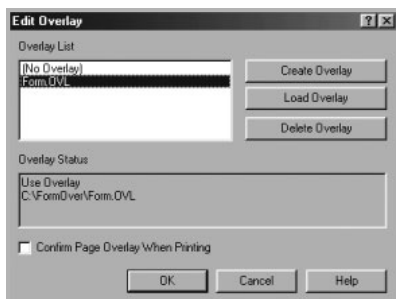 Edit Overlay
Overlay List
(No Overlay)
Form.OVL
Create Overlay
Load Overlay
Delete Overlay
Overlay Status
Use Overlay
C:\FormOver\Form.OVL
Confirm Page Overlay When Printing
OK Cancel Help